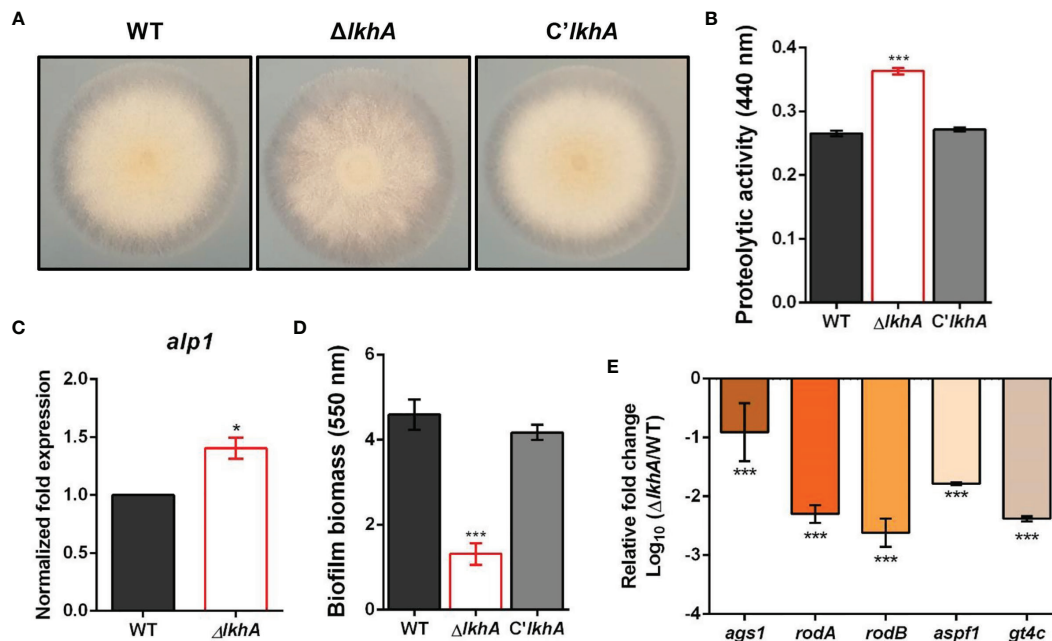 A
WT
ΔlkhA
C'lkhA
B
Proteolytic activity (440 nm)
0.4
0.3
0.2
0.1
0.0
***
WT
ΔlkhA
C'lkhA
C
alp1
Normalized fold expression
2.0
1.5
1.0
0.5
0.0
*
WT
ΔlkhA
D
Biofilm biomass (550 nm)
6
4
2
0
***
WT
ΔlkhA
C'lkhA
E
Relative fold change
Log10 (ΔlkhA/WT)
0
-1
-2
-3
-4
***
***
***
***
***
ags1
rodA
rodB
aspf1
gt4c